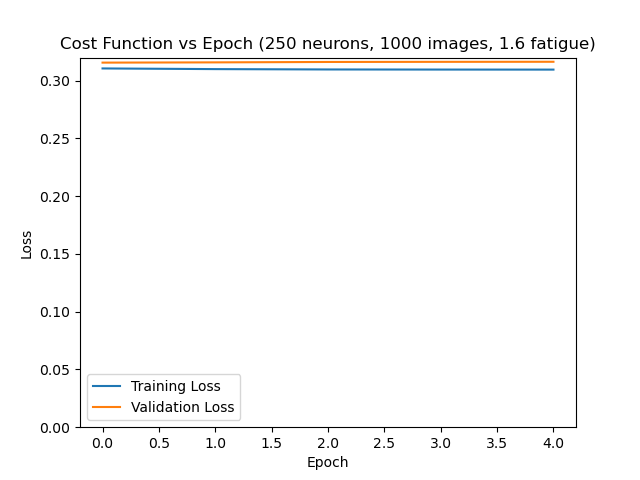 Cost Function vs Epoch (250 neurons, 1000 images, 1.6 fatigue)
0.30
0.25
0.20
0.15
0.10
0.05
0.00
Loss
Training Loss
Validation Loss
0.0 0.5 1.0 1.5 2.0 2.5 3.0 3.5 4.0
Epoch